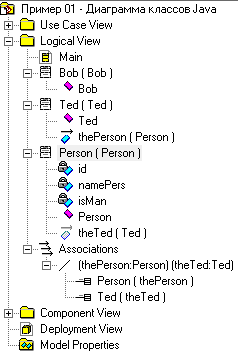 Пример 01 - Диаграмма классов Java
Use Case View
Logical View
Main
Bob ( Bob )
Bob
Ted ( Ted )
Ted
thePerson ( Person )
Person ( Person )
id
namePers
isMan
Person
theTed ( Ted )
Associations
(thePerson:Person) (theTed:Ted)
Person ( thePerson )
Ted ( theTed )
Component View
Deployment View
Model Properties